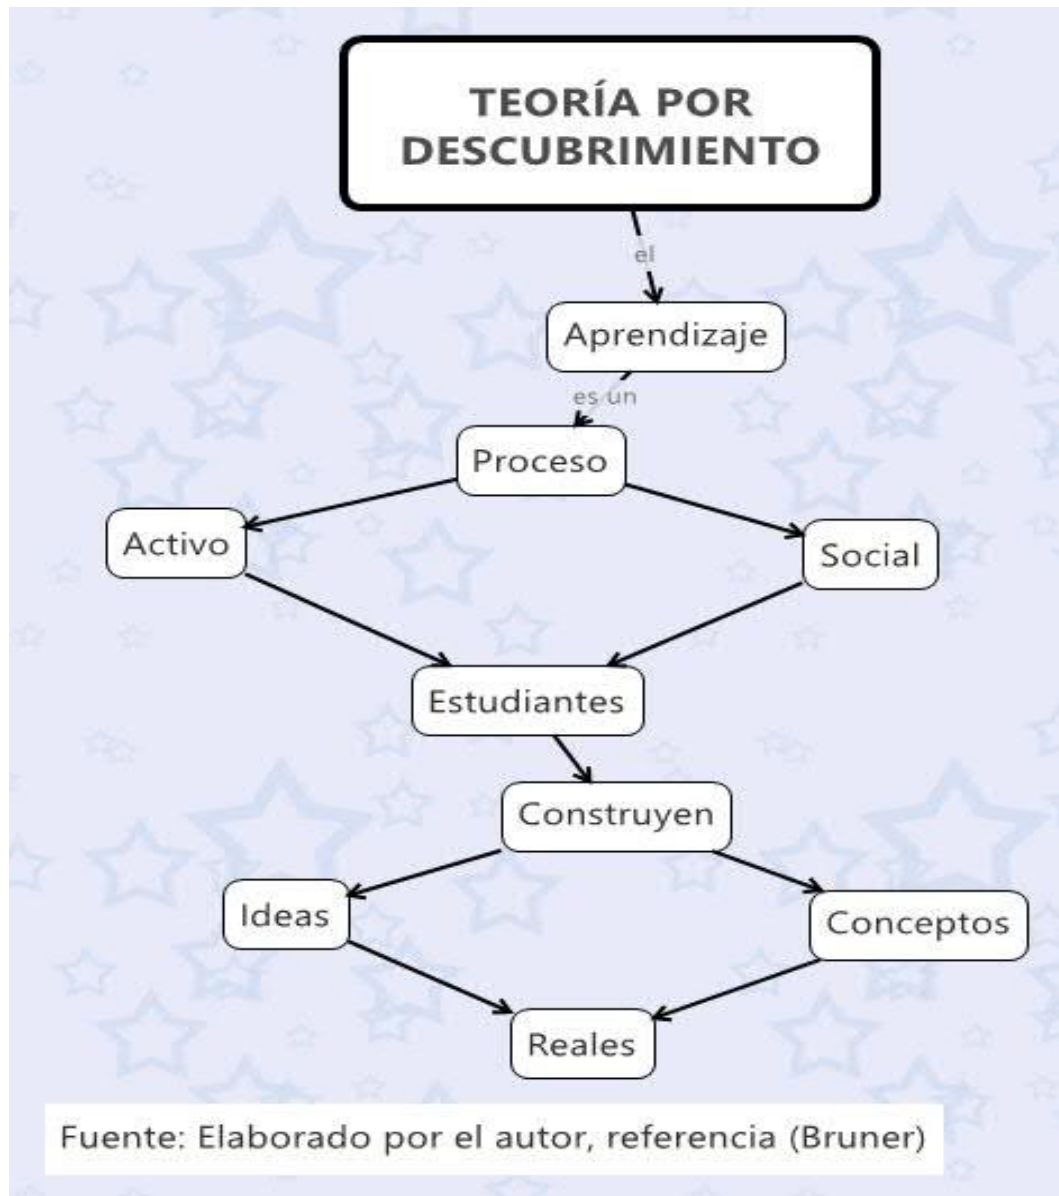 TEORÍA POR
DESCUBRIMIENTO
el
Aprendizaje
es un
Proceso
Activo
Social
Estudiantes
Construyen
Ideas
Conceptos
Reales
Fuente: Elaborado por el autor, referencia (Bruner)